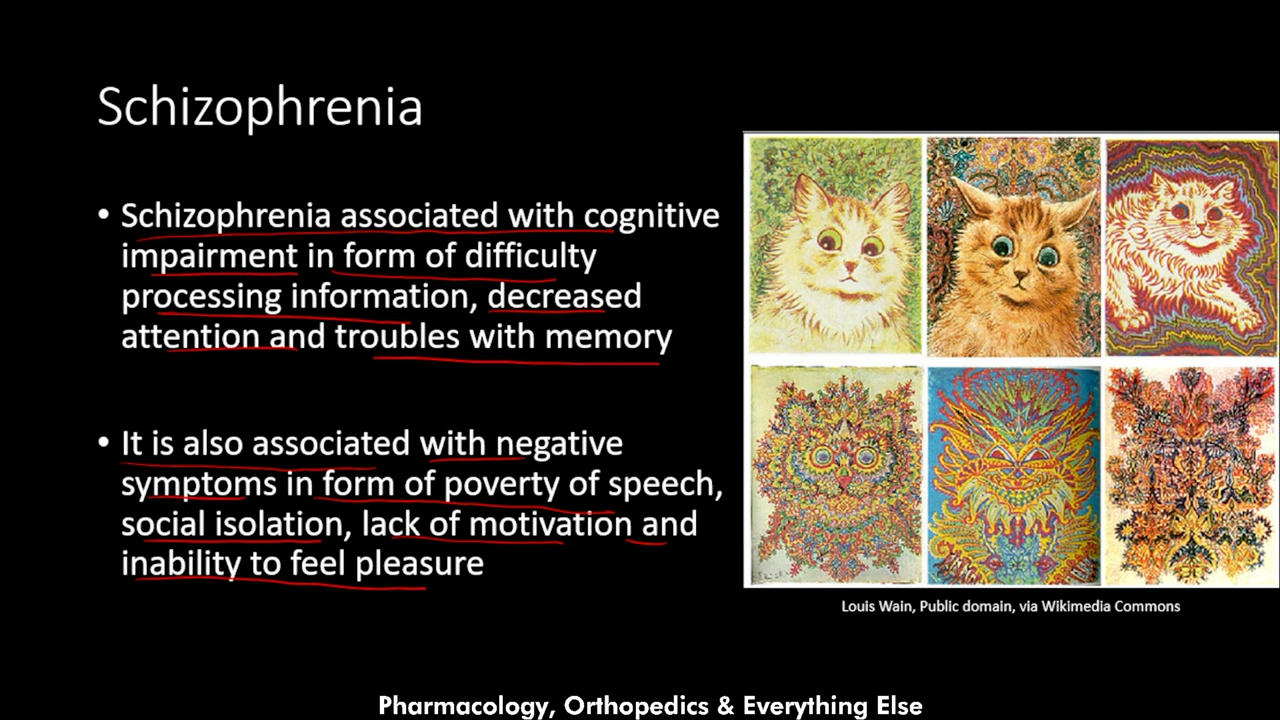 Schizophrenia
• Schizophrenia associated with cognitive
impairment in form of difficulty
processing information, decreased
attention and troubles with memory
• It is also associated with negative
symptoms in form of poverty of speech,
social isolation, lack of motivation and
inability to feel pleasure
Louis Wain, Public domain, via Wikimedia Commons
Pharmacology, Orthopedics & Everything Else